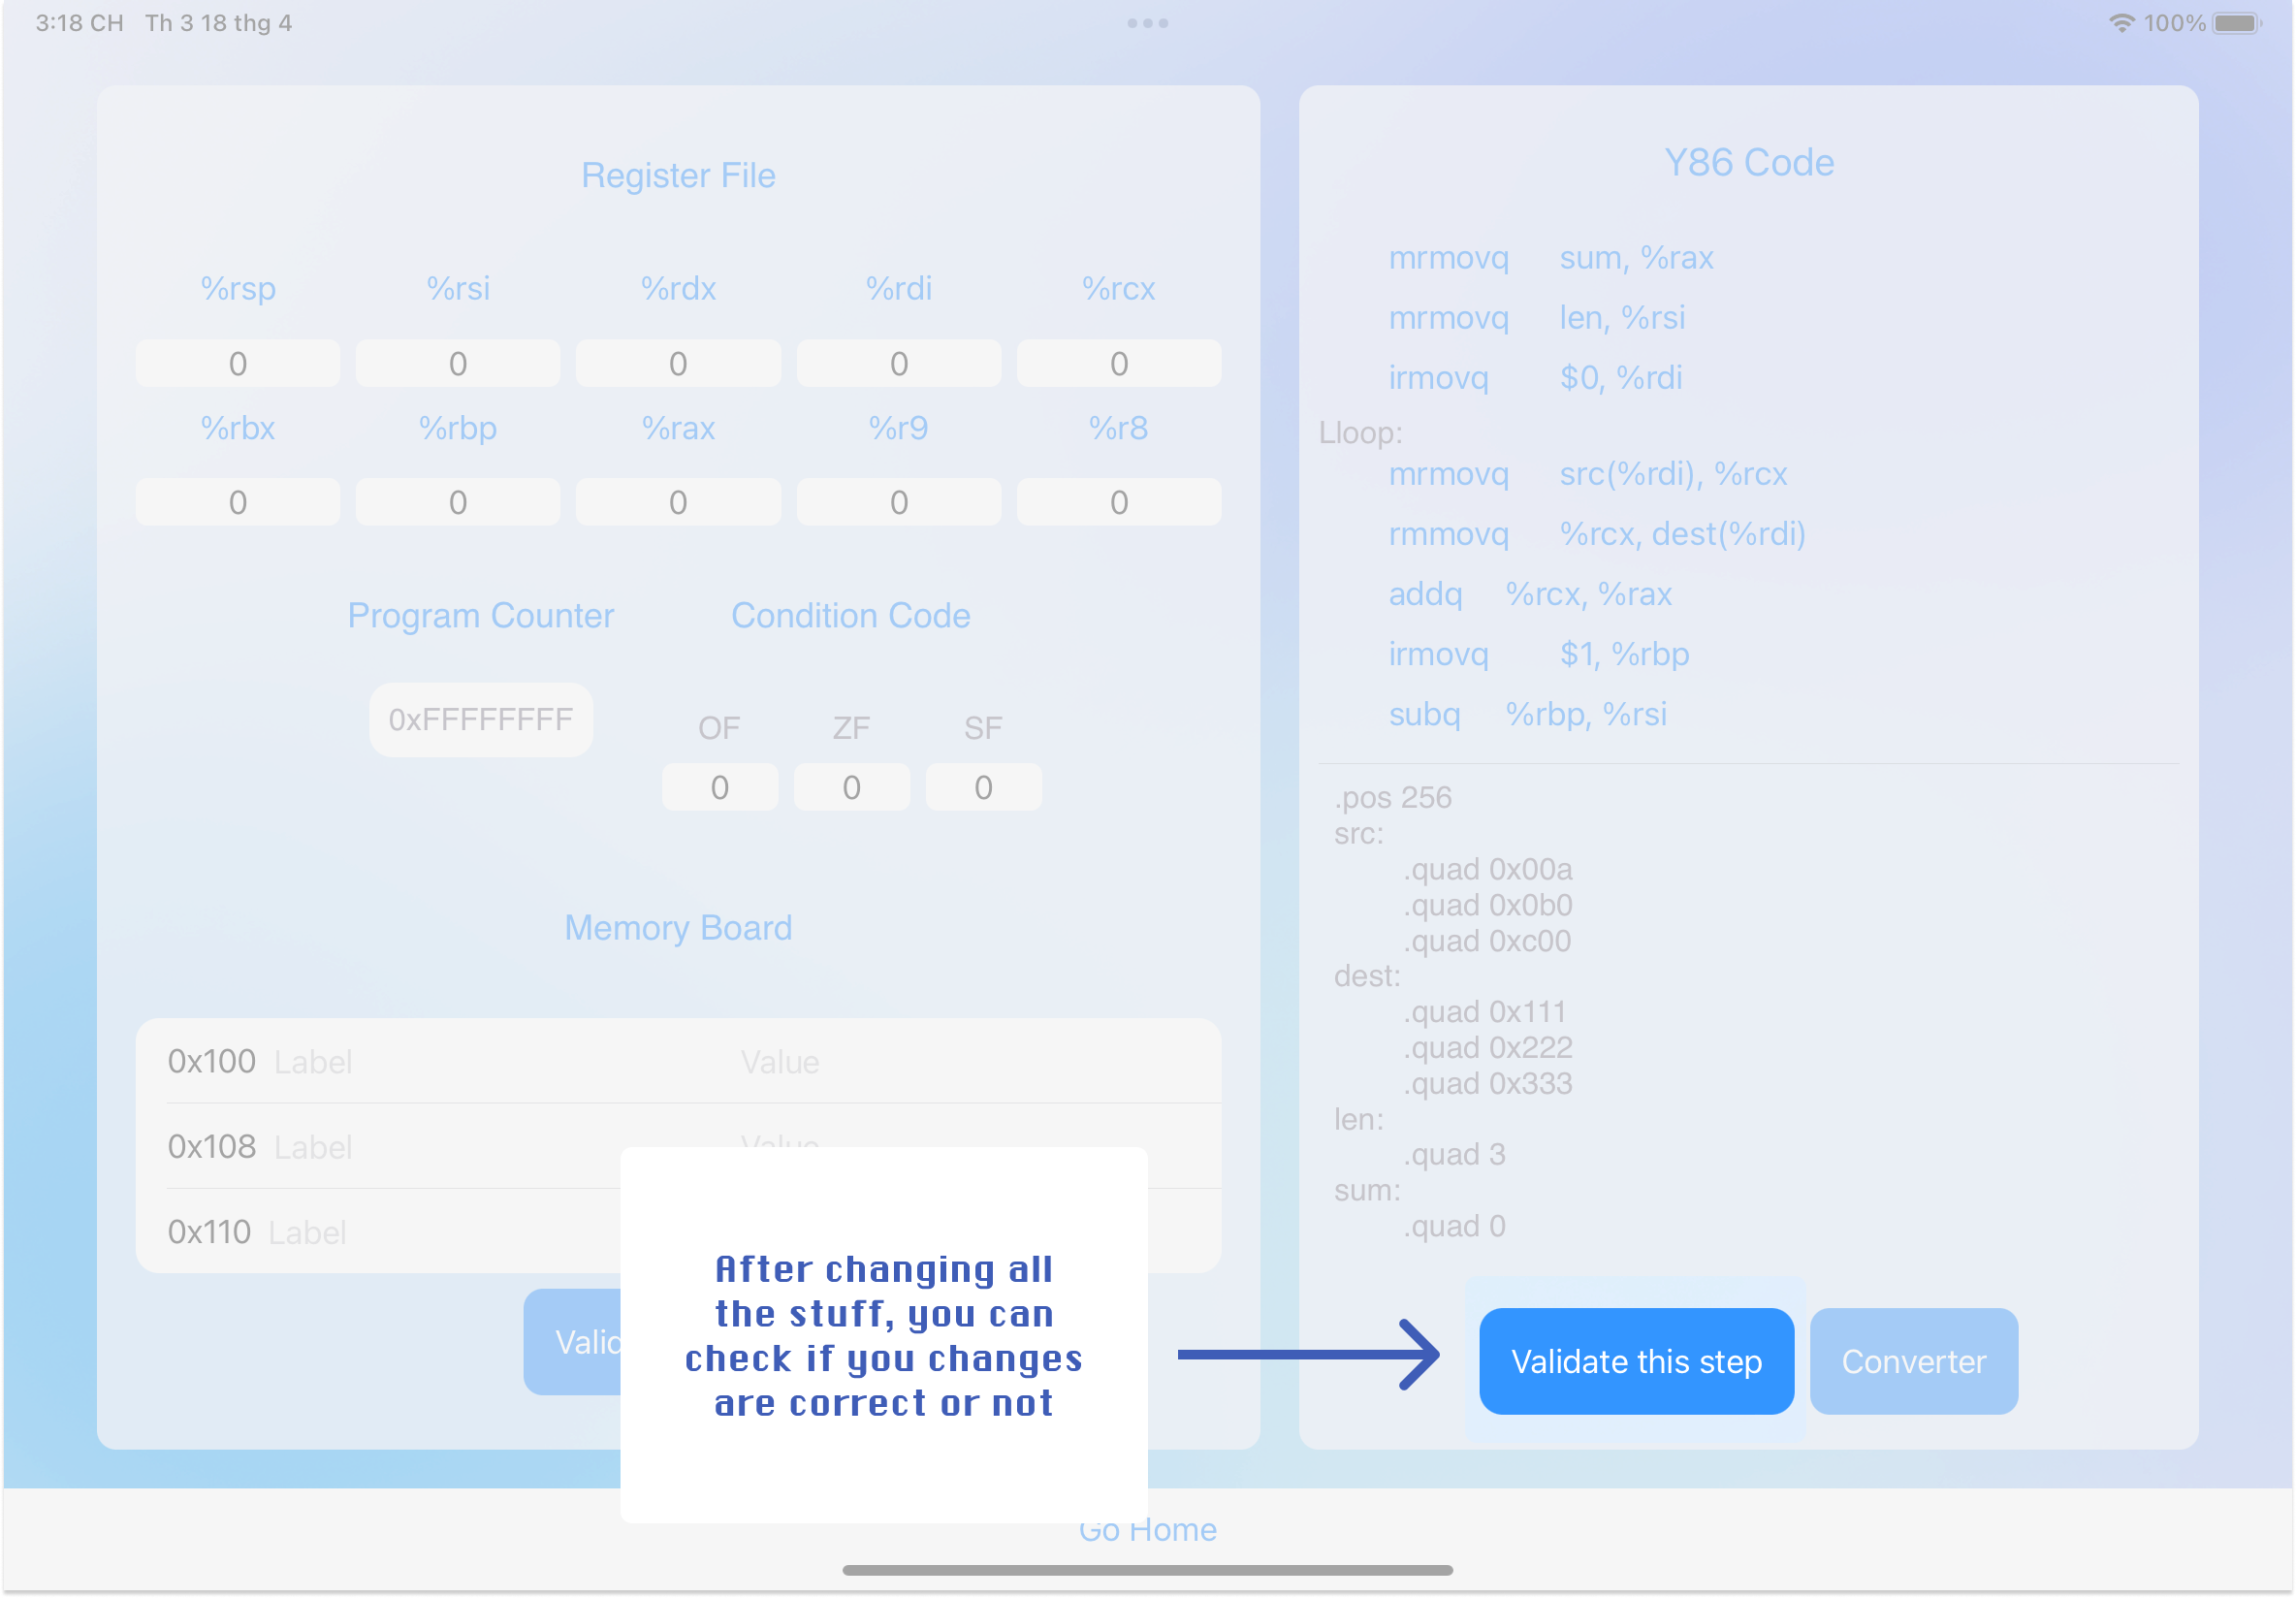 3:18 CH Th 3 18 thg 4
100%
Register File
%rsp %rsi %rdx %rdi %rcx
0 0 0 0 0
%rbx %rbp %rax %r9 %r8
0 0 0 0 0
Program Counter Condition Code
0xFFFFFFFF
OF ZF SF
0 0 0
Memory Board
0x100 Label Value
0x108 Label Value
0x110 Label
After changing all
the stuff, you can
check if you changes
are correct or not
Y86 Code
mrmovq sum, %rax
mrmovq len, %rsi
irmovq $0, %rdi
Lloop:
mrmovq src(%rdi), %rcx
rmmovq %rcx, dest(%rdi)
addq %rcx, %rax
irmovq $1, %rbp
subq %rbp, %rsi
.pos 256
src:
.quad 0x00a
.quad 0x0b0
.quad 0xc00
dest:
.quad 0x111
.quad 0x222
.quad 0x333
len:
.quad 3
sum:
.quad 0
Validate this step Converter
Go Home